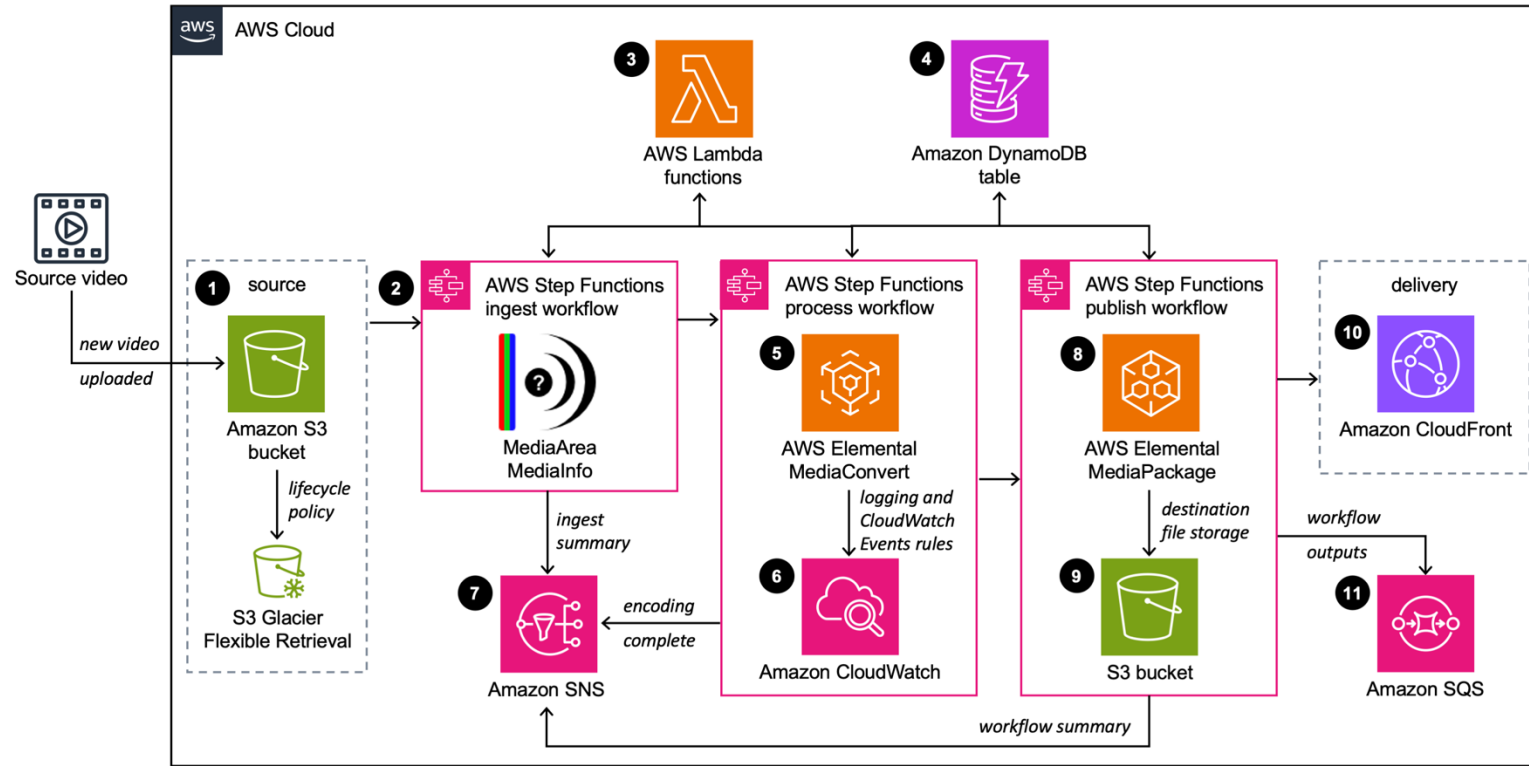 aws
AWS Cloud
3
AWS Lambda
functions
4
Amazon DynamoDB
table
Source video
new video
uploaded
1
source
Amazon S3
bucket
lifecycle
policy
S3 Glacier
Flexible Retrieval
2
AWS Step Functions
ingest workflow
?
MediaArea
MediaInfo
ingest
summary
7
Amazon SNS
AWS Step Functions
process workflow
5
AWS Elemental
MediaConvert
logging and
CloudWatch
Events rules
6
Amazon CloudWatch
encoding
complete
AWS Step Functions
publish workflow
8
AWS Elemental
MediaPackage
destination
file storage
9
S3 bucket
workflow summary
delivery
10
Amazon CloudFront
workflow
outputs
11
Amazon SQS